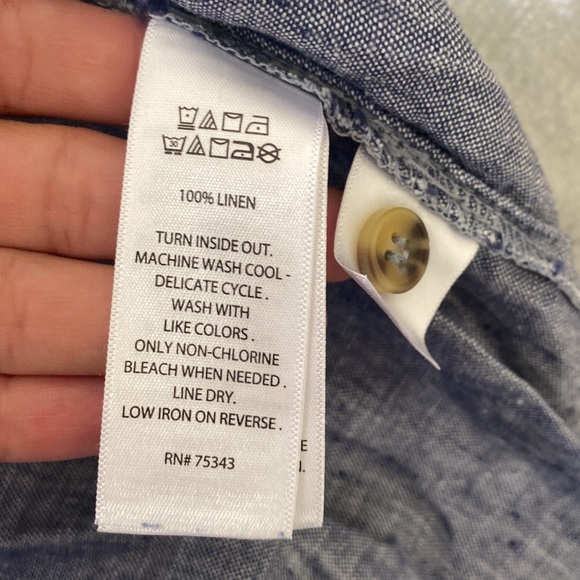 30
100% LINEN
TURN INSIDE OUT.
MACHINE WASH COOL -
DELICATE CYCLE .
WASH WITH
LIKE COLORS .
ONLY NON-CHLORINE
BLEACH WHEN NEEDED .
LINE DRY.
LOW IRON ON REVERSE .
RN# 75343
E